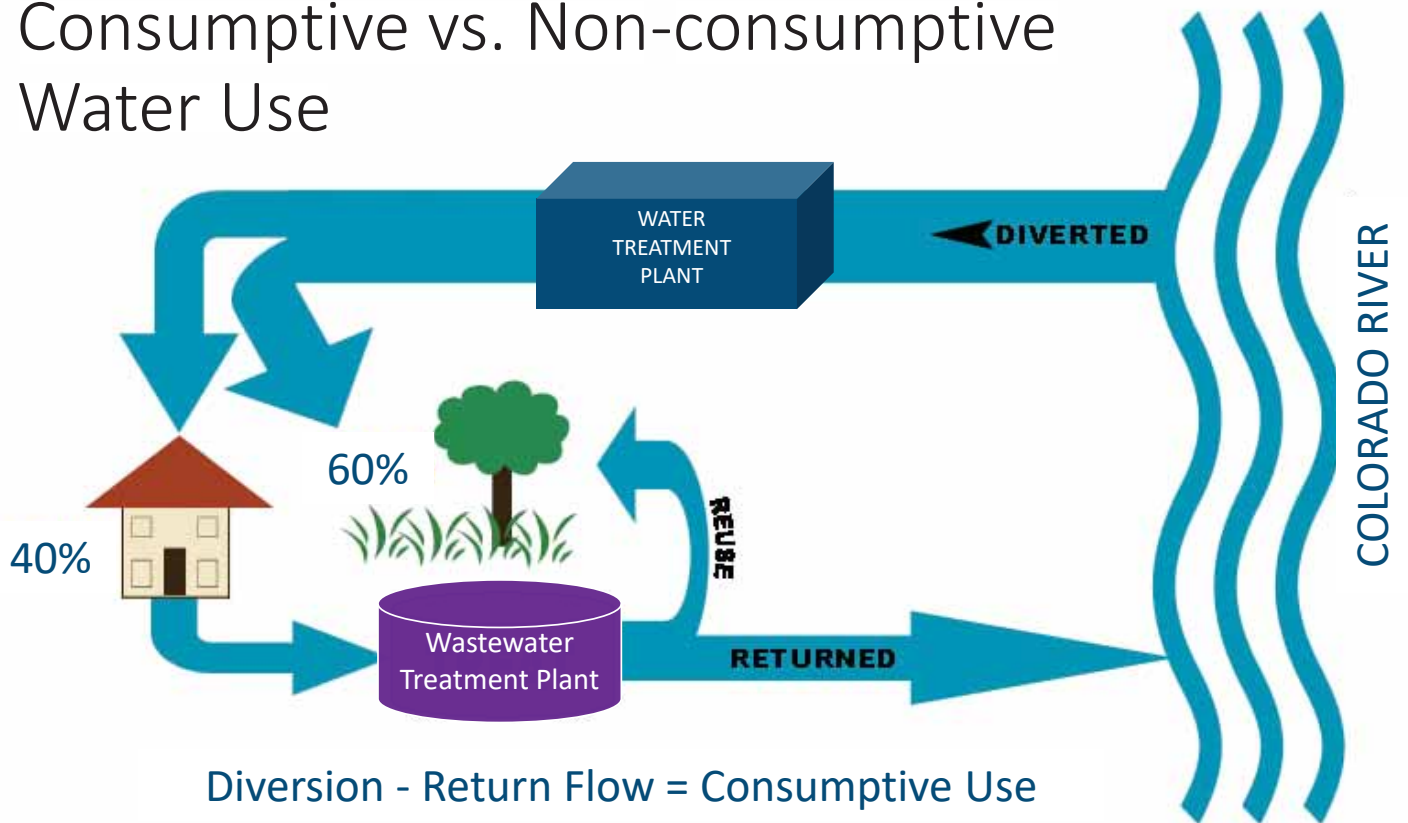 Consumptive vs. Non-consumptive
Water Use
WATER
TREATMENT
PLANT
DIVERTED
COLORADO RIVER
60%
40%
REUSE
Wastewater
Treatment Plant
RETURNED
Diversion - Return Flow = Consumptive Use